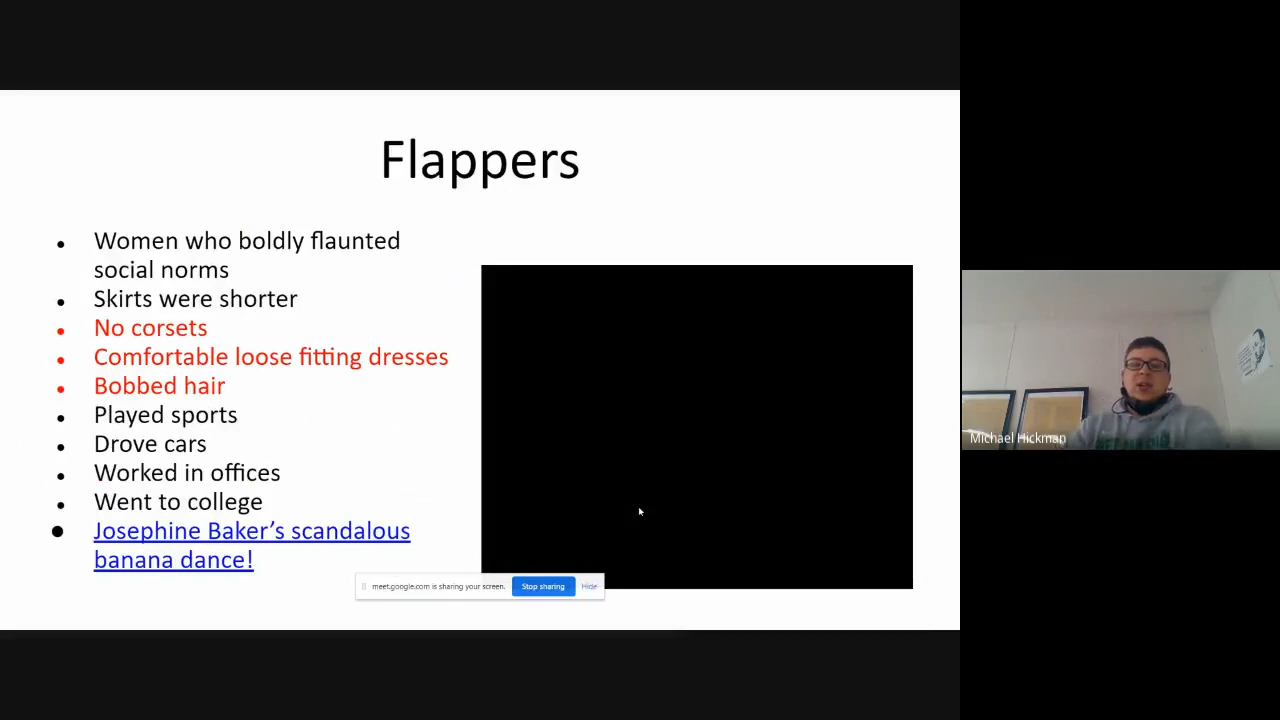 Flappers
Women who boldly flaunted
social norms
Skirts were shorter
No corsets
Comfortable loose fitting dresses
Bobbed hair
Played sports
Drove cars
Worked in offices
Went to college
Josephine Baker’s scandalous
banana dance!
meet.google.com is sharing your screen. Stop sharing Hide
Michael Hickman